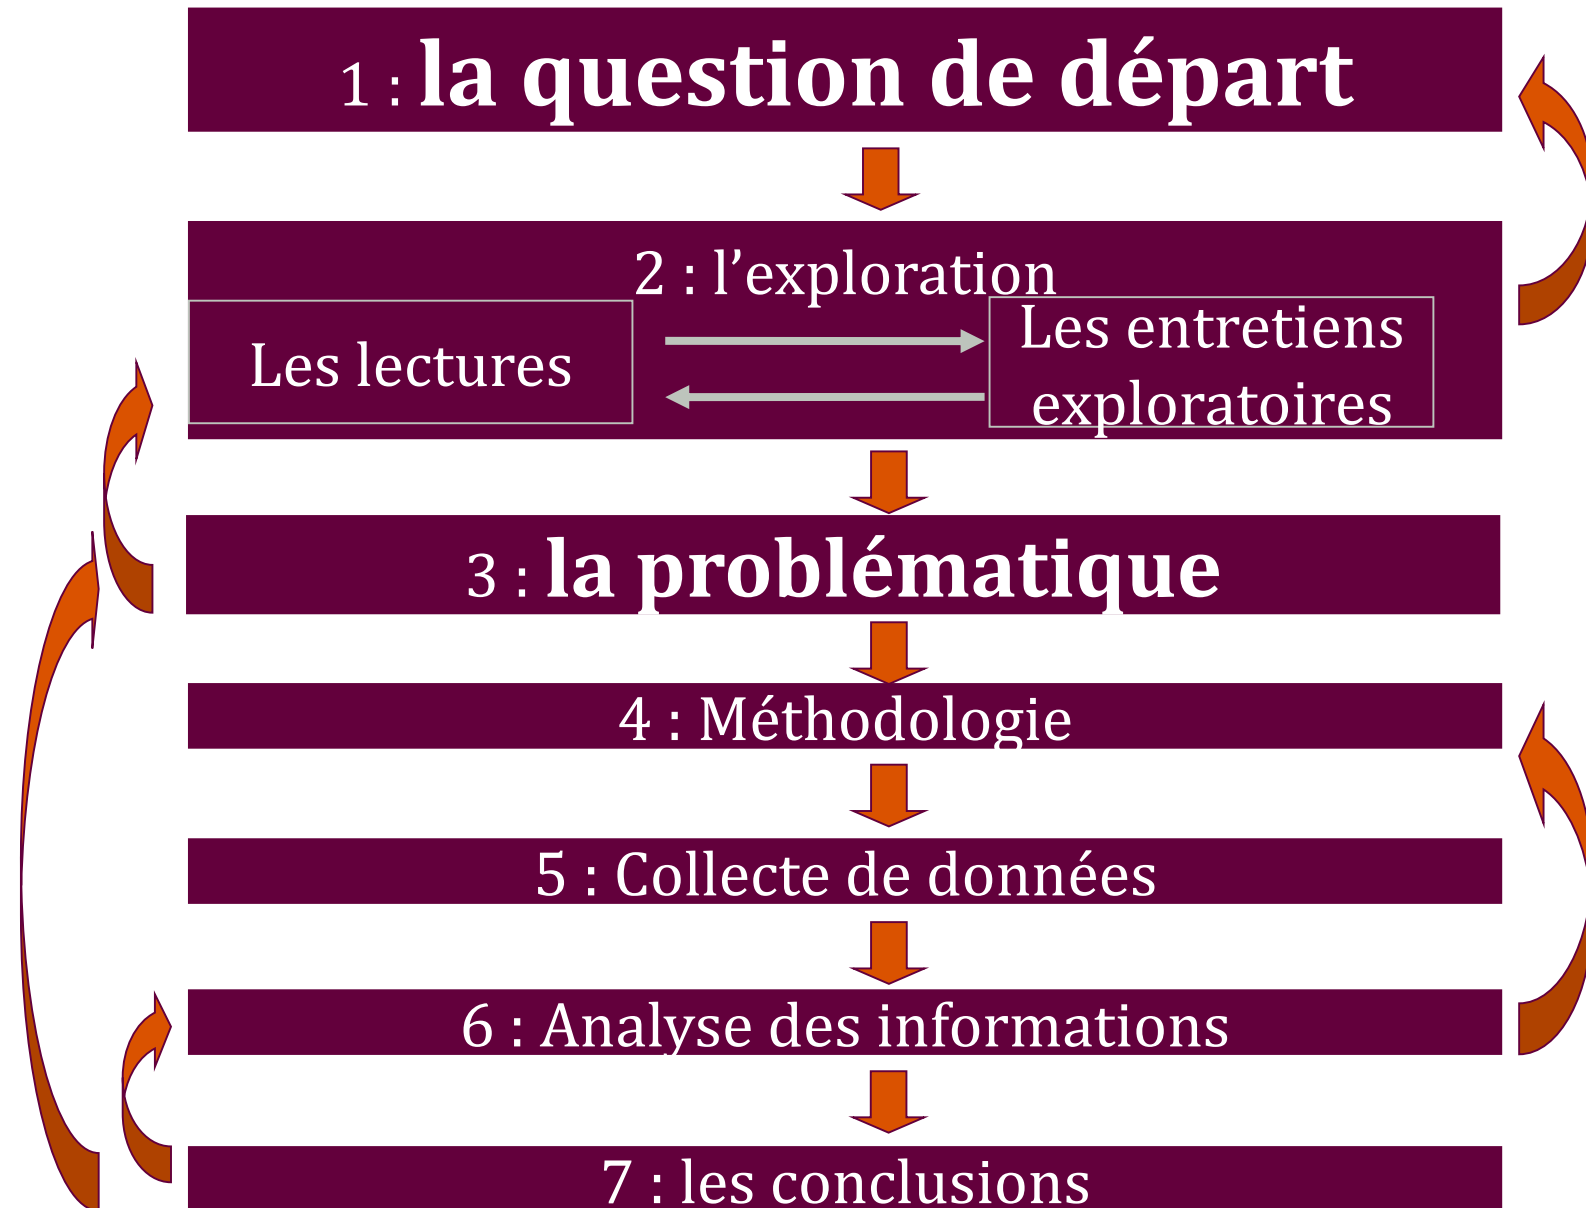 1 : la question de départ
2 : l’exploration
Les lectures
Les entretiens
exploratoires
3 : la problématique
4 : Méthodologie
5 : Collecte de données
6 : Analyse des informations
7 : les conclusions